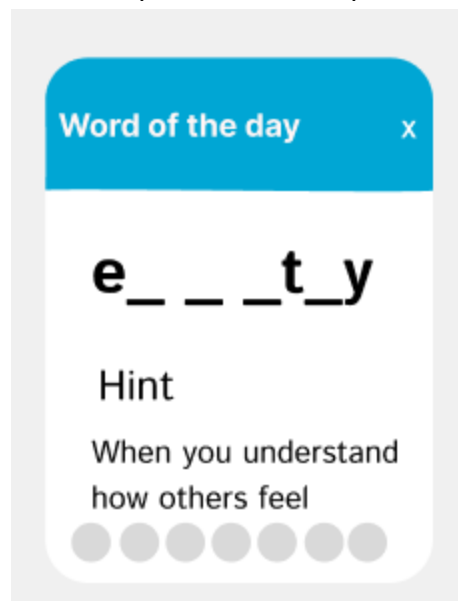 Word of the day x
e_ _ _t_y
Hint
When you understand
how others feel